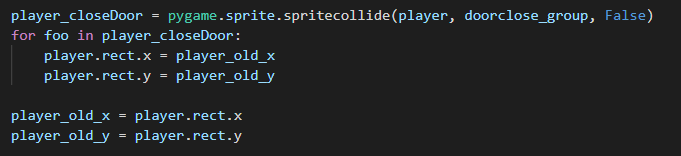 player_closeDoor = pygame.sprite.spritecollide(player, doorclose_group, False)
for foo in player_closeDoor:
    player.rect.x = player_old_x
    player.rect.y = player_old_y

player_old_x = player.rect.x
player_old_y = player.rect.y